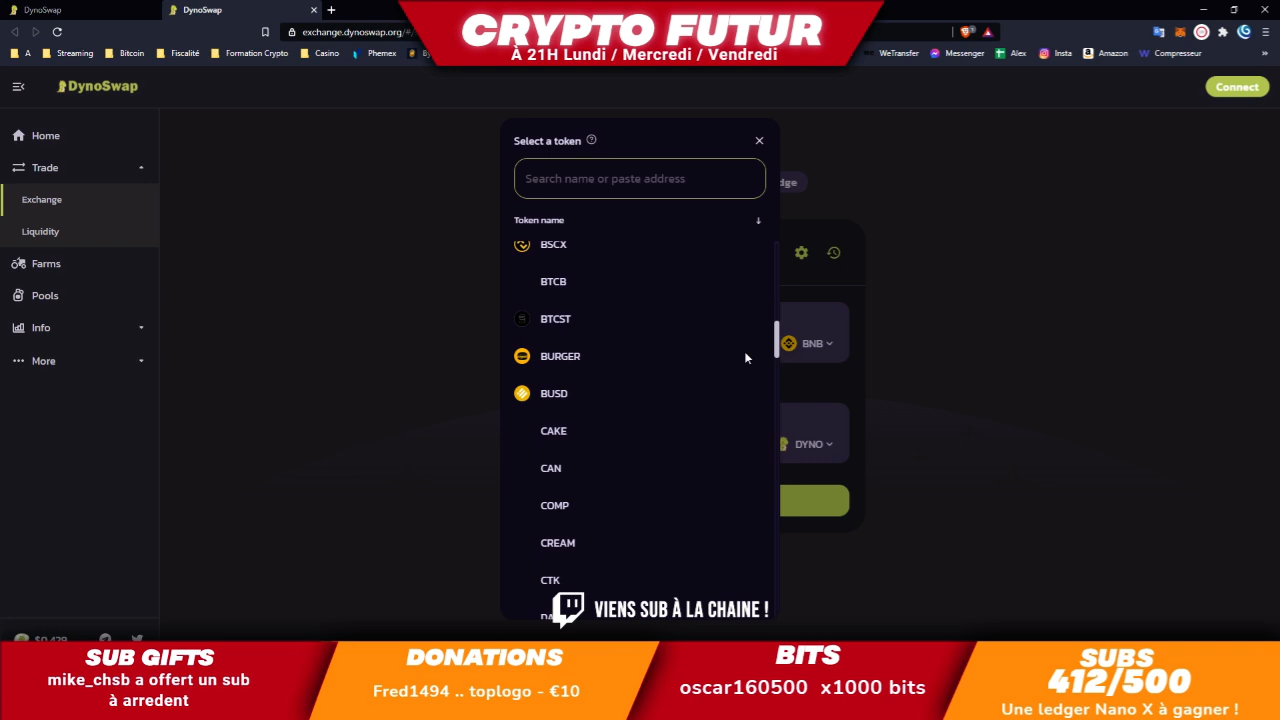 DynoSwap
DynoSwap
exchange.dynoswap.org/#/
A
Streaming
Bitcoin
Fiscalité
Formation Crypto
Casino
Phemex
By
WeTransfer
Messenger
Alex
Insta
Amazon
Compresseur
CRYPTO FUTUR
À 21H Lundi / Mercredi / Vendredi
DynoSwap
Connect
Home
Trade
Exchange
Liquidity
Farms
Pools
Info
More
$0.429
Select a token
Search name or paste address
Token name
BSCX
BTCB
BTCST
BURGER
BUSD
CAKE
CAN
COMP
CREAM
CTK
BNB
DYNO
VIENS SUB À LA CHAINE !
SUB GIFTS
mike_chsb a offert un sub
à arredent
DONATIONS
Fred1494 .. toplogo - €10
BITS
oscar160500 x1000 bits
SUBS
412/500
Une ledger Nano X à gagner !